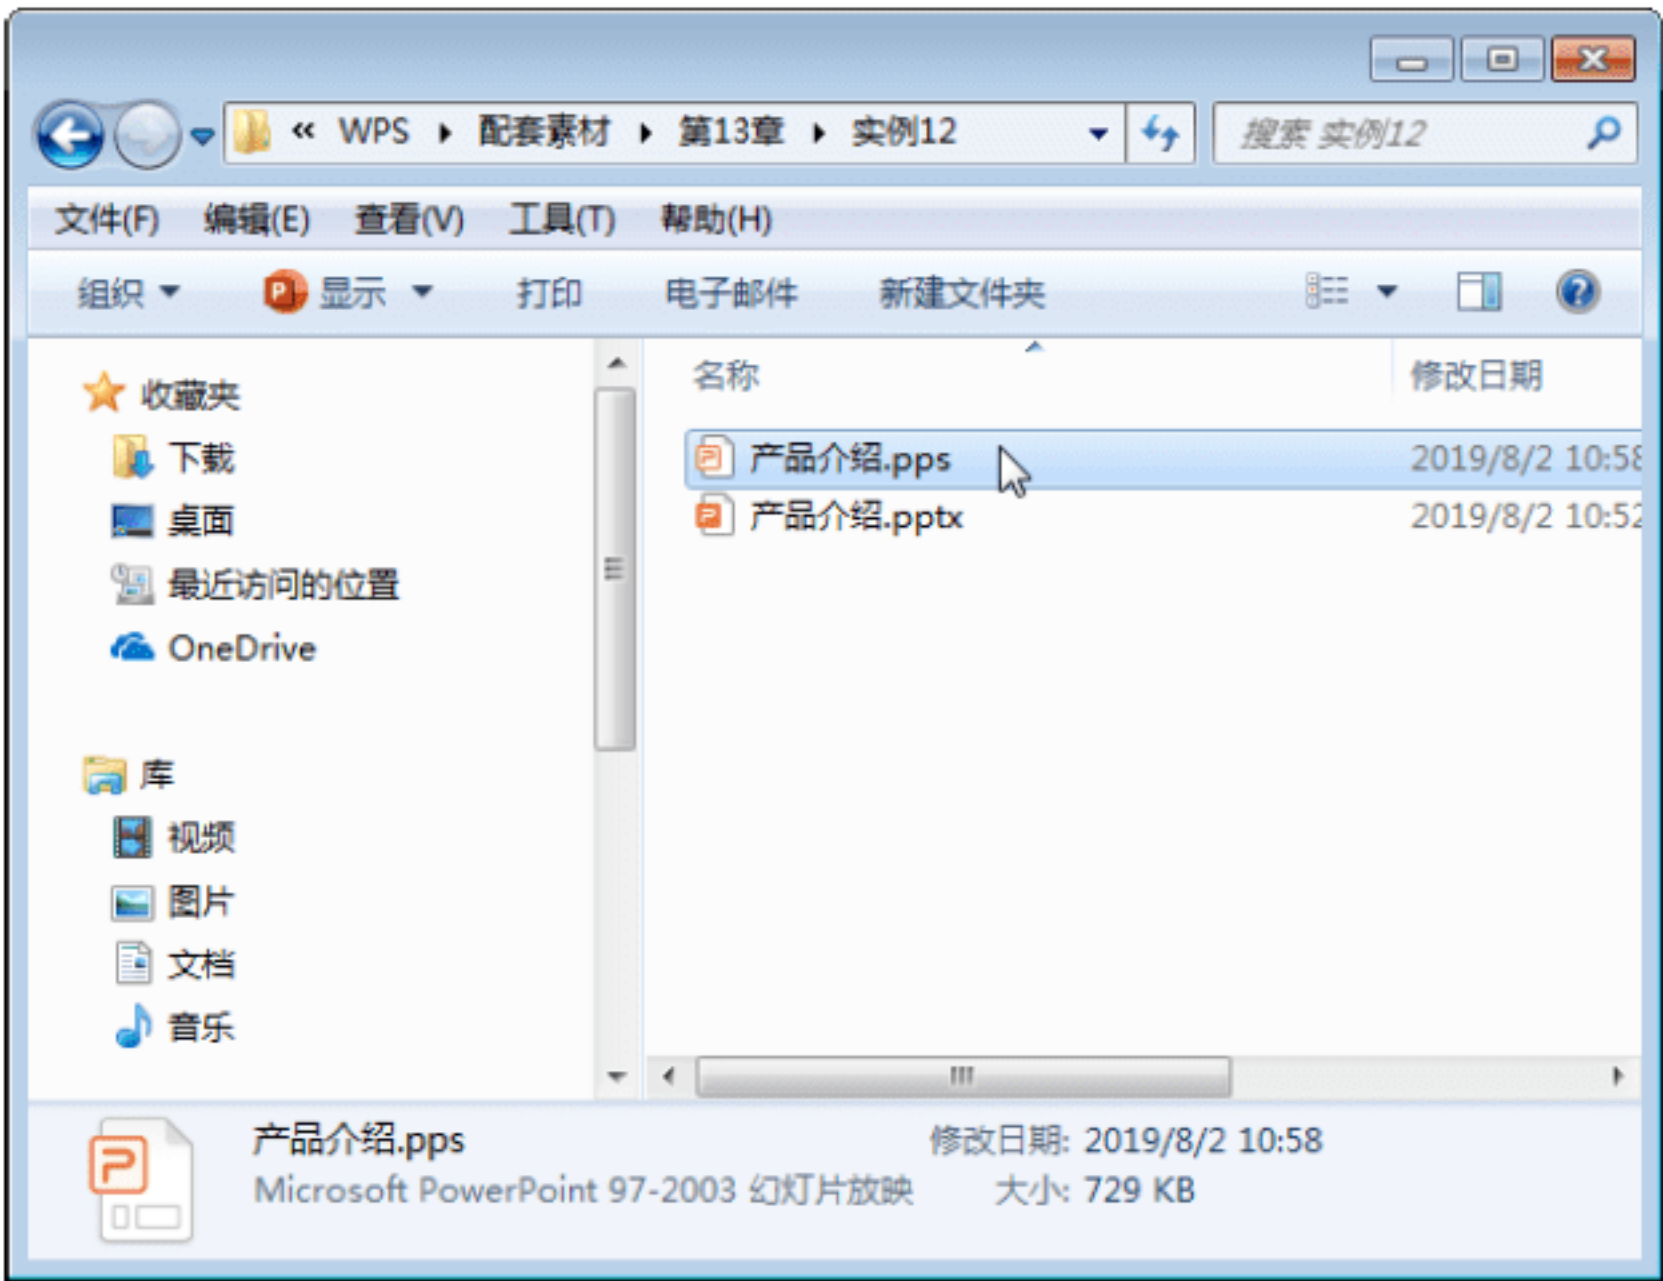 « WPS 配套素材 第13章 实例12 搜索 实例12
文件(F) 编辑(E) 查看(V) 工具(T) 帮助(H)
组织 显示 打印 电子邮件 新建文件夹
名称 修改日期
收藏夹
下载
桌面
最近访问的位置
OneDrive
库
视频
图片
文档
音乐
产品介绍.pps 2019/8/2 10:58
产品介绍.pptx 2019/8/2 10:52
产品介绍.pps 修改日期: 2019/8/2 10:58
Microsoft PowerPoint 97-2003 幻灯片放映 大小: 729 KB